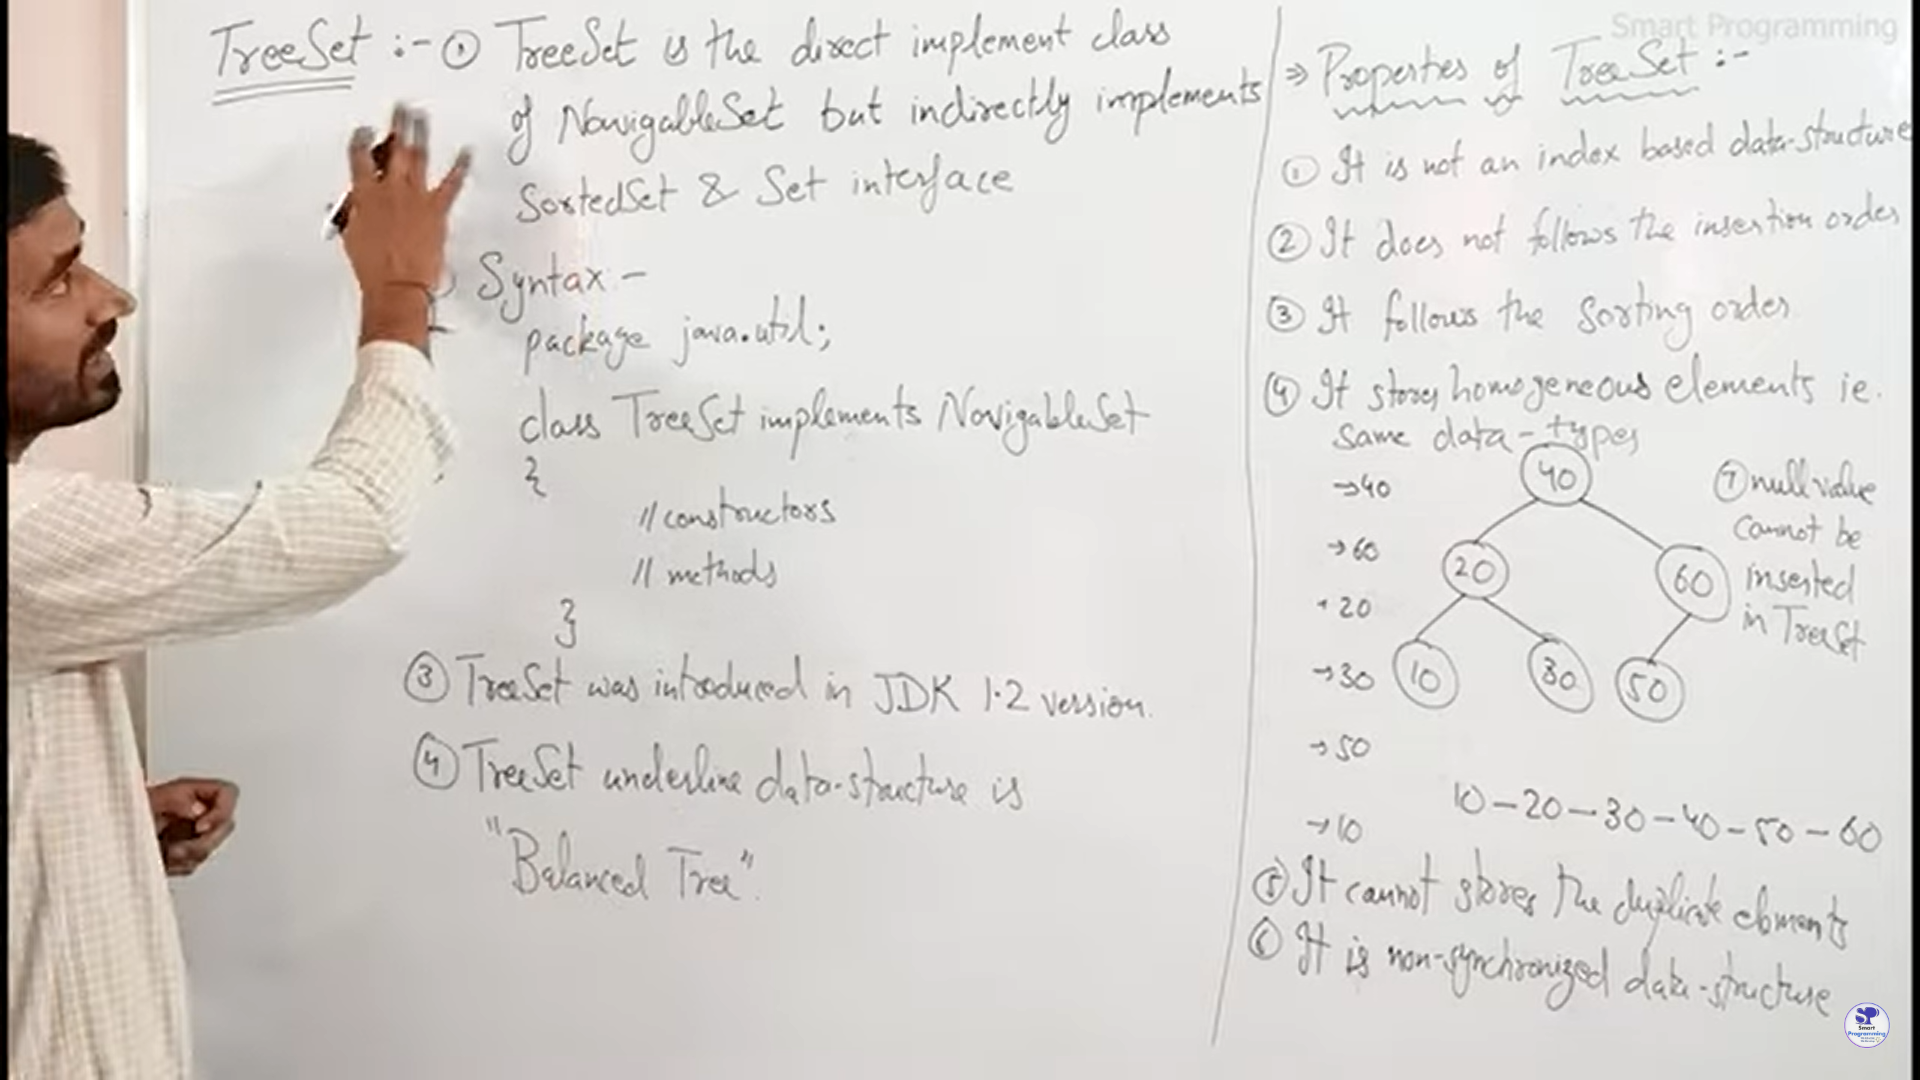 TreeSet :- ① TreeSet is the direct implement class
of NavigableSet but indirectly implements
SortedSet & Set interface
Syntax -
package java.util;
class TreeSet implements NavigableSet
{
// constructors
// methods
}
③ TreeSet was introduced in JDK 1.2 version.
④ TreeSet underline data-structure is
"Balanced Tree".
Smart Programming
⇒ Properties of TreeSet :-
① It is not an index based data-structure
② It does not follows the insertion order
③ It follows the sorting order
④ It stores homogeneous elements ie.
same data-types
→40
→60
→20
→30
→50
→10
40
20 60
10 30 50
⑦ null value
cannot be
inserted
in TreeSet
10-20-30-40-50-60
⑤ It cannot stores the duplicate elements
⑥ It is non-synchronized data-structure
SP
Smart
Programming